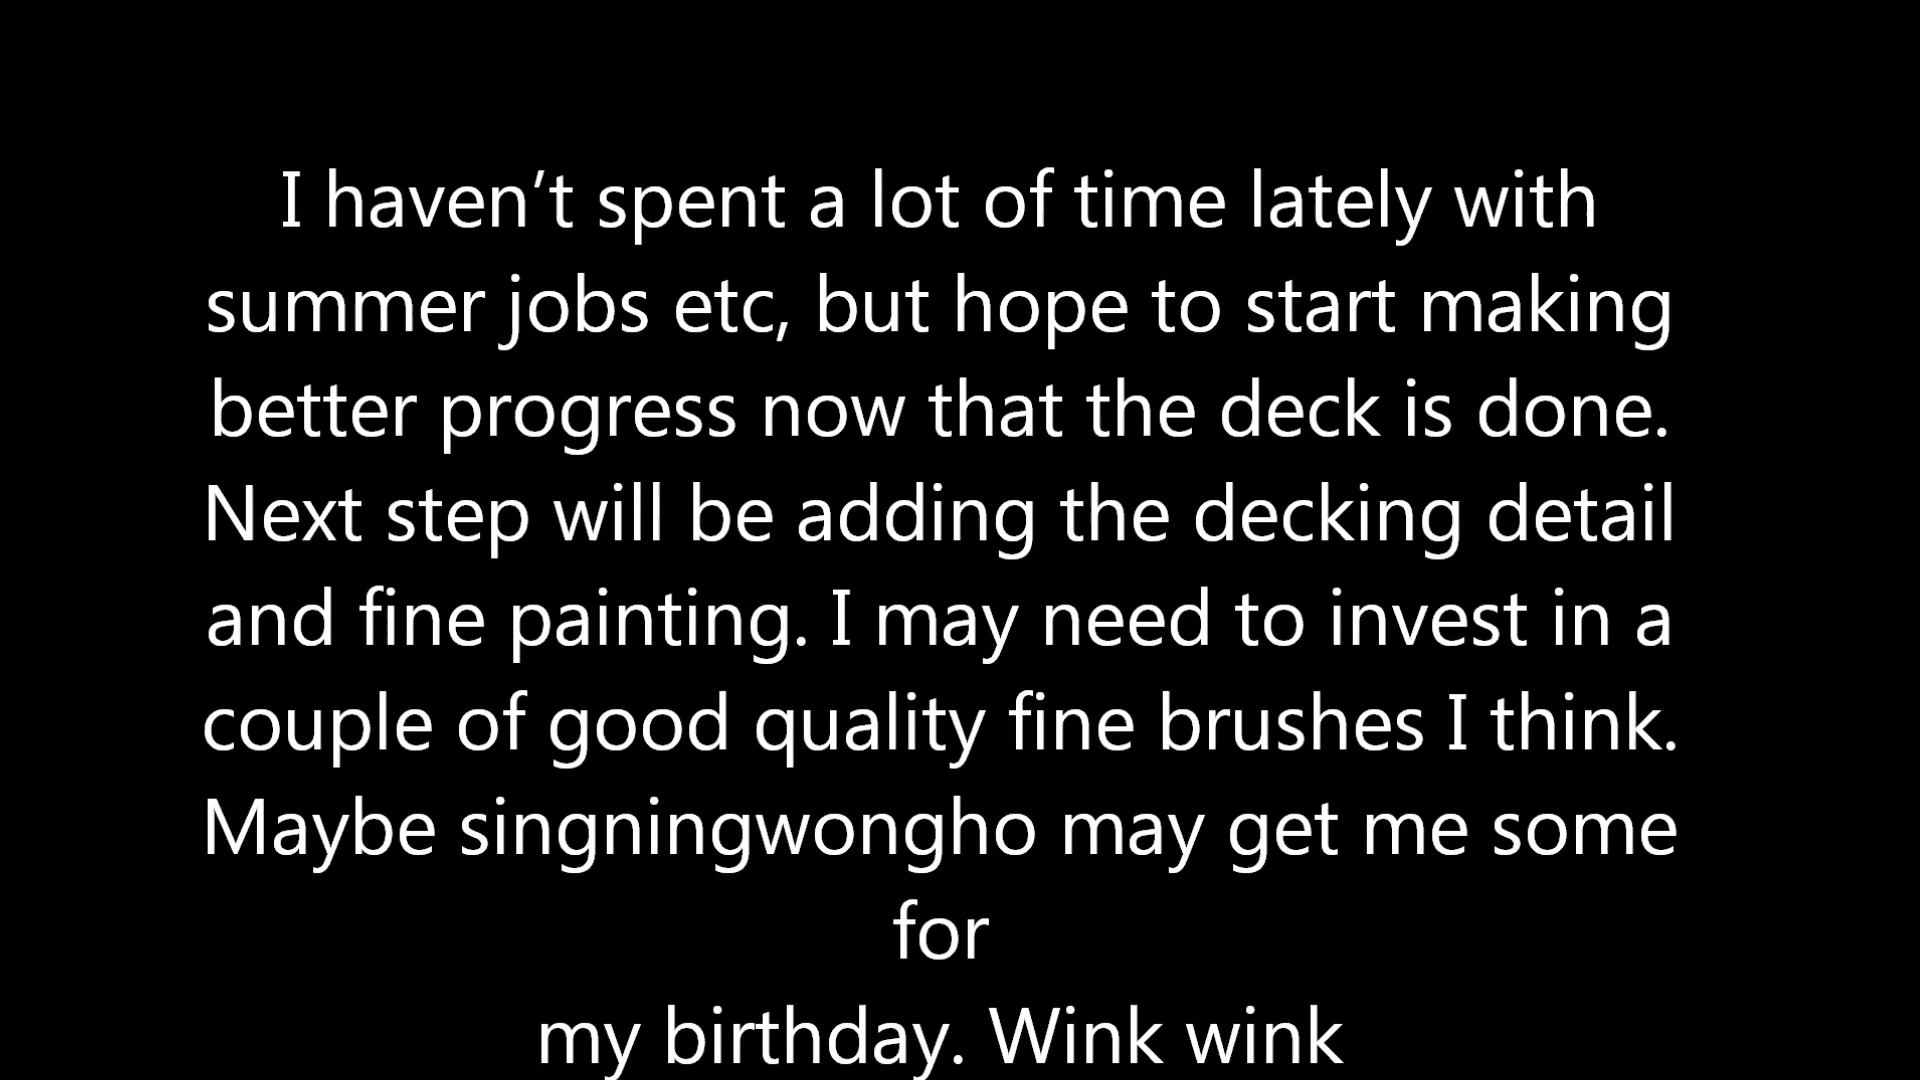 I haven’t spent a lot of time lately with
summer jobs etc, but hope to start making
better progress now that the deck is done.
Next step will be adding the decking detail
and fine painting. I may need to invest in a
couple of good quality fine brushes I think.
Maybe singningwongho may get me some
for
my birthday. Wink wink